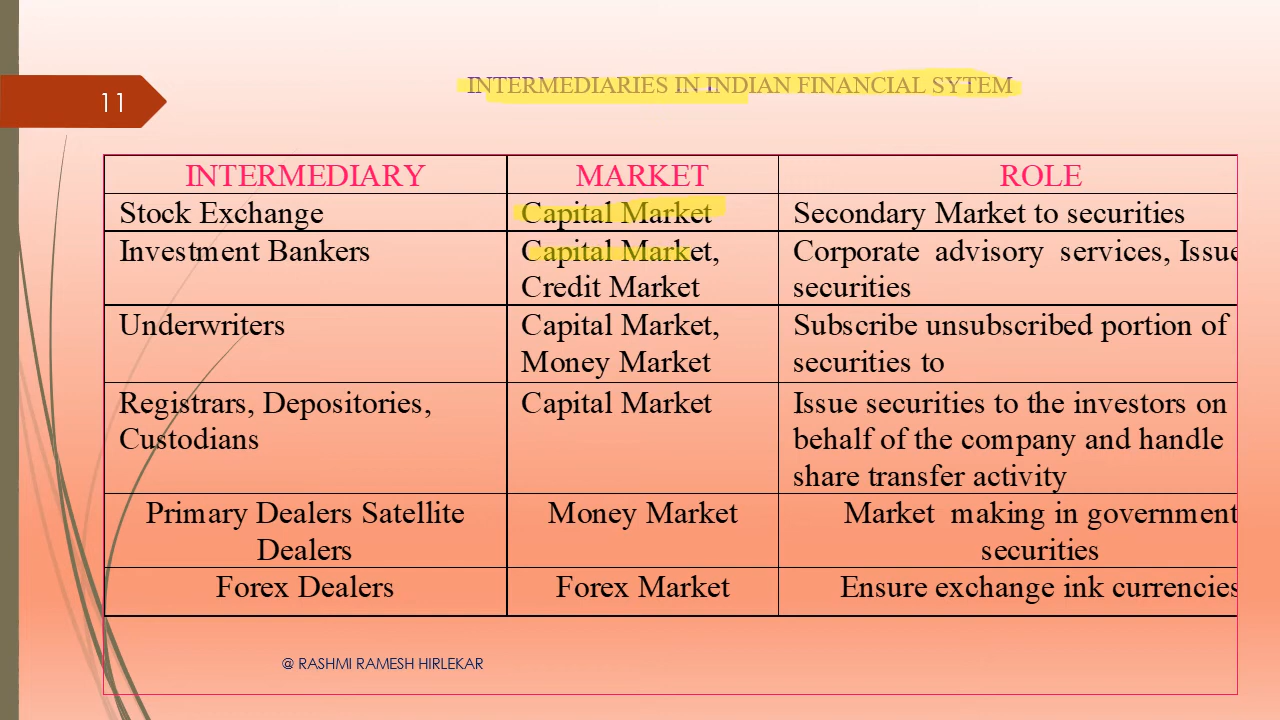 11
INTERMEDIARIES IN INDIAN FINANCIAL SYTEM
INTERMEDIARY MARKET ROLE
Stock Exchange Capital Market Secondary Market to securities
Investment Bankers Capital Market, Corporate advisory services, Issue
Credit Market securities
Underwriters Capital Market, Subscribe unsubscribed portion of
Money Market securities to
Registrars, Depositories, Capital Market Issue securities to the investors on
Custodians behalf of the company and handle
share transfer activity
Primary Dealers Satellite Money Market Market making in government
Dealers securities
Forex Dealers Forex Market Ensure exchange ink currencies
@ RASHMI RAMESH HIRLEKAR